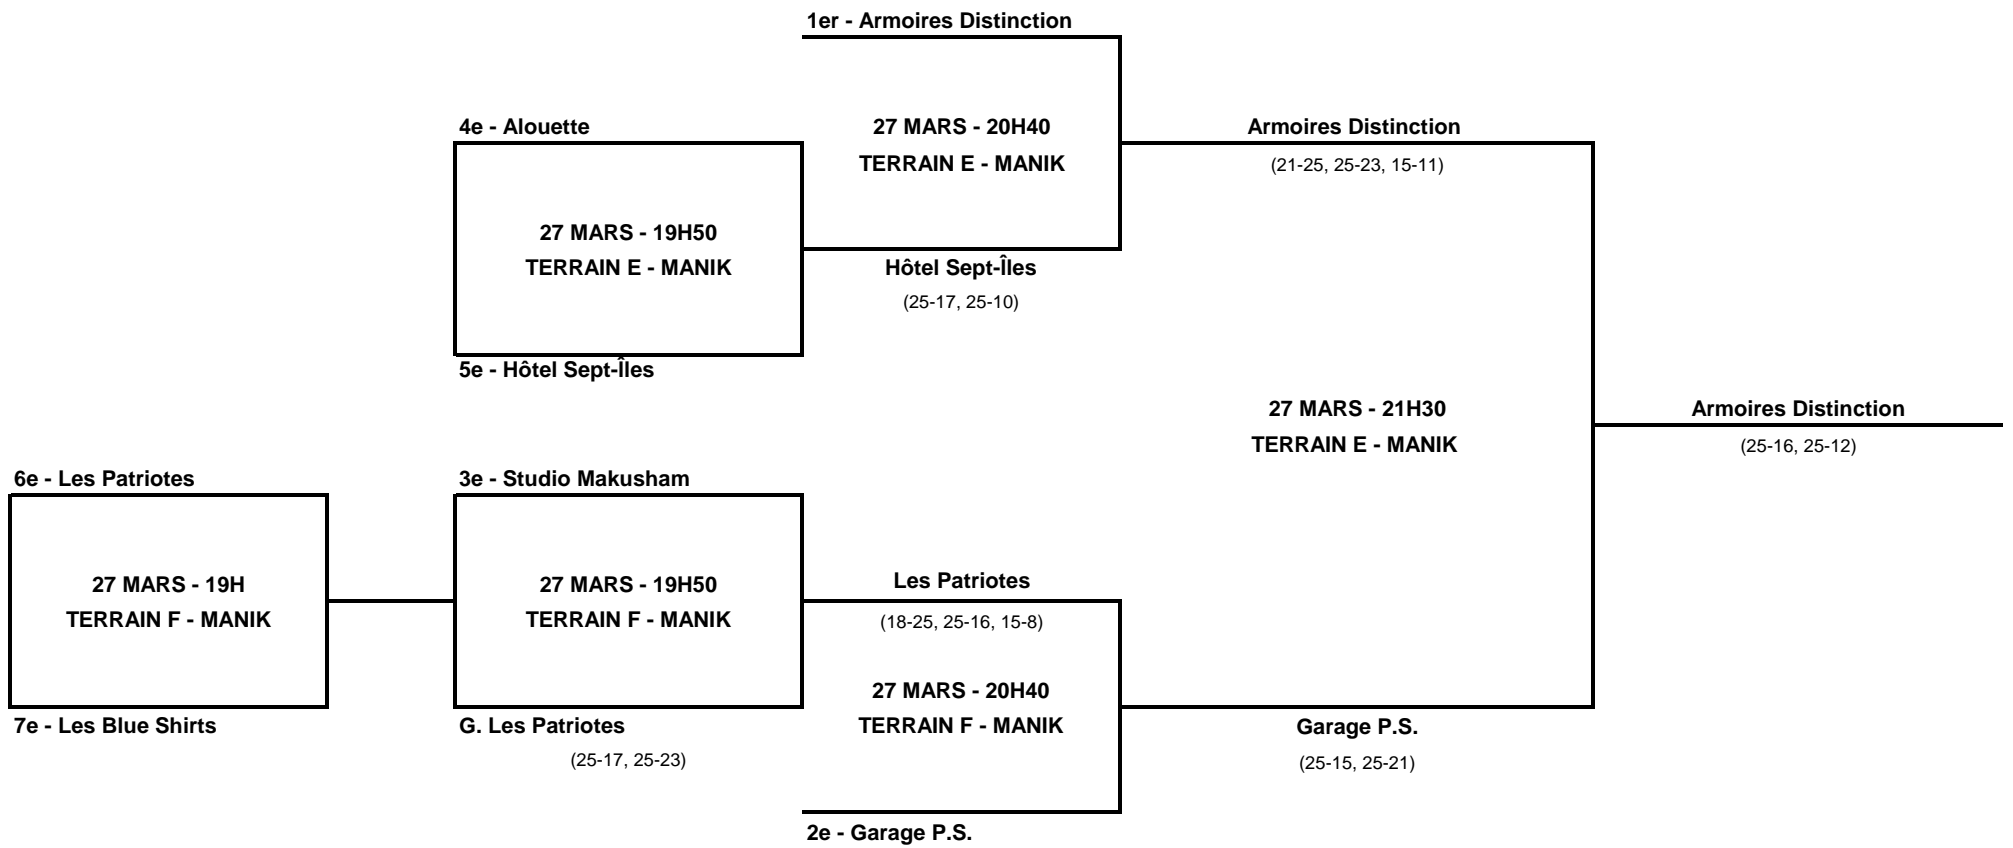 1er - Armoires Distinction
4e - Alouette
27 MARS - 20H40
TERRAIN E - MANIK
Armoires Distinction
(21-25, 25-23, 15-11)
27 MARS - 19H50
TERRAIN E - MANIK
Hôtel Sept-Îles
(25-17, 25-10)
5e - Hôtel Sept-Îles
27 MARS - 21H30
TERRAIN E - MANIK
Armoires Distinction
(25-16, 25-12)
6e - Les Patriotes
3e - Studio Makusham
27 MARS - 19H
TERRAIN F - MANIK
27 MARS - 19H50
TERRAIN F - MANIK
Les Patriotes
(18-25, 25-16, 15-8)
27 MARS - 20H40
TERRAIN F - MANIK
7e - Les Blue Shirts
G. Les Patriotes
(25-17, 25-23)
Garage P.S.
(25-15, 25-21)
2e - Garage P.S.